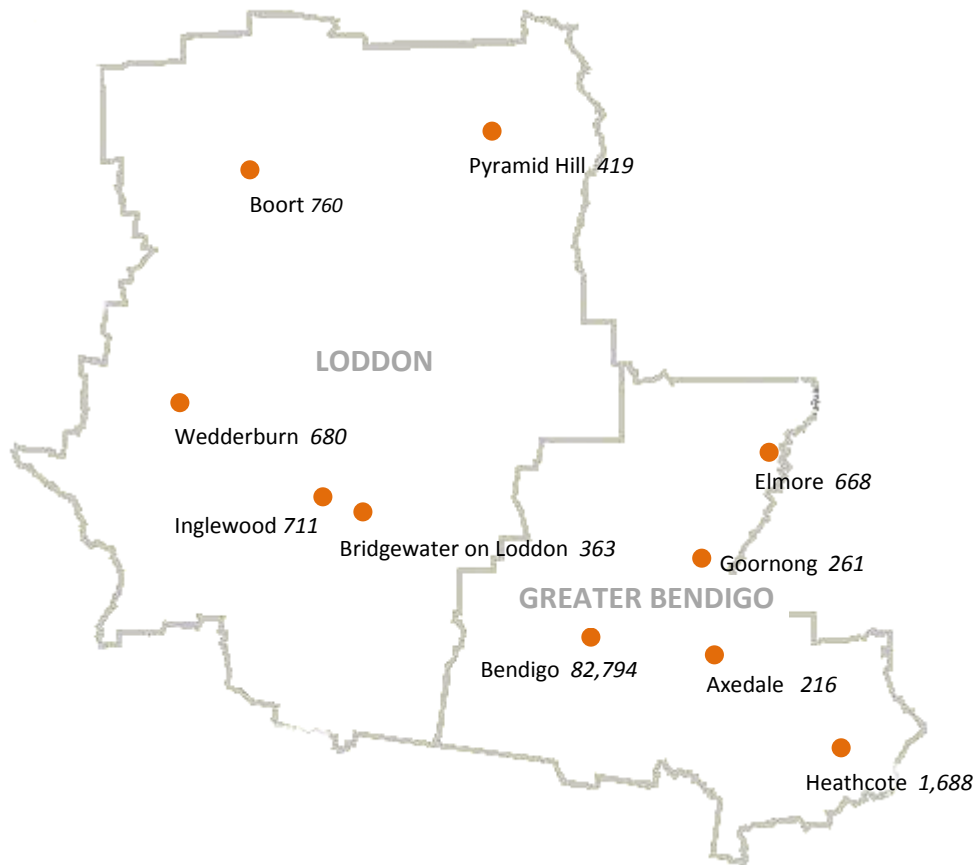 Pyramid Hill 419
Boort 760
LODDON
Wedderburn 680
Elmore 668
Inglewood 711
Bridgewater on Loddon 363
Goornong 261
GREATER BENDIGO
Bendigo 82,794
Axedale 216
Heathcote 1,688